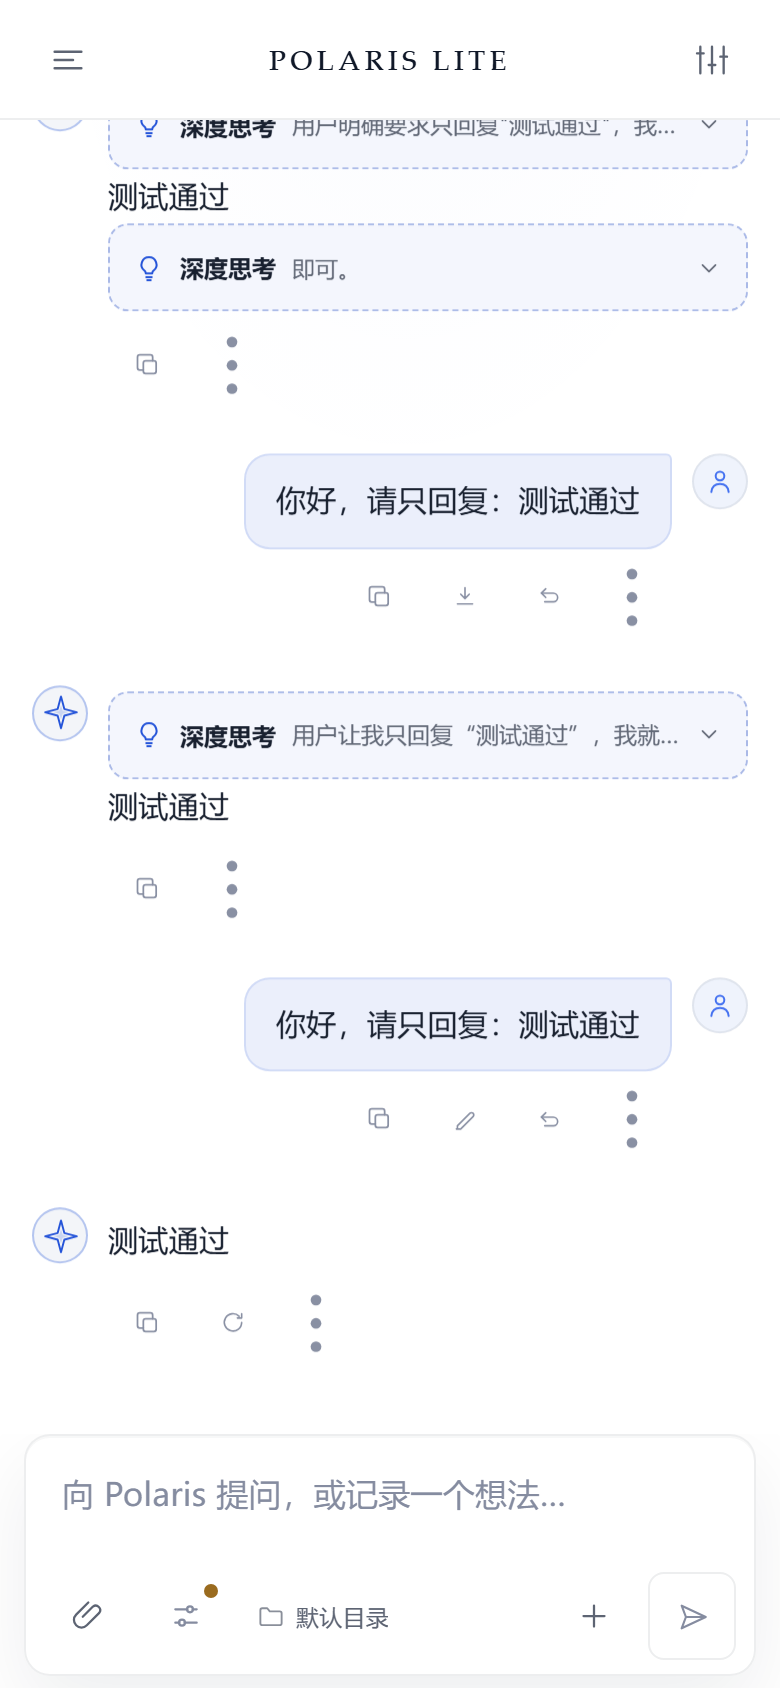 POLARIS LITE
深度思考 用户明确要求只回复"测试通过"，我...
测试通过
深度思考 即可。
你好，请只回复：测试通过
深度思考 用户让我只回复“测试通过”，我就...
测试通过
你好，请只回复：测试通过
测试通过
向 Polaris 提问，或记录一个想法...
默认目录